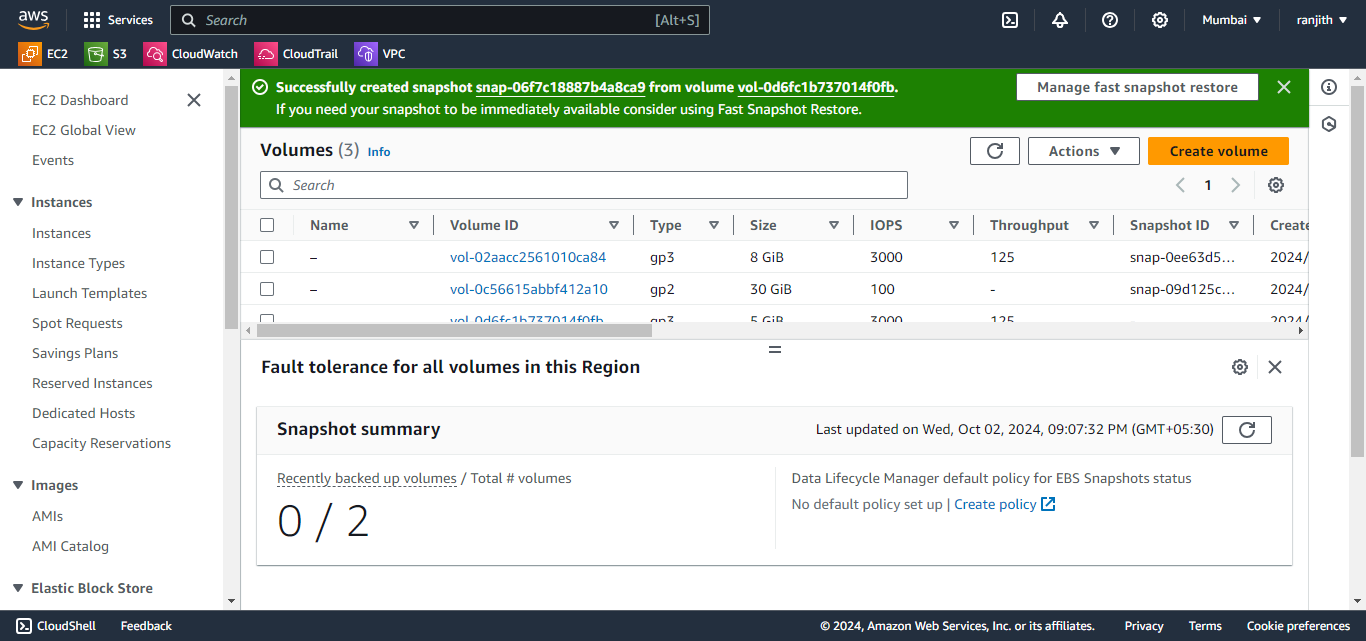 aws
Services
Search
[Alt+S]
Mumbai
ranjith
EC2
S3
CloudWatch
CloudTrail
VPC
EC2 Dashboard
EC2 Global View
Events
Instances
Instances
Instance Types
Launch Templates
Spot Requests
Savings Plans
Reserved Instances
Dedicated Hosts
Capacity Reservations
Images
AMIs
AMI Catalog
Elastic Block Store
Successfully created snapshot snap-06f7c18887b4a8ca9 from volume vol-0d6fc1b737014f0fb.
If you need your snapshot to be immediately available consider using Fast Snapshot Restore.
Manage fast snapshot restore
Volumes (3) Info
Actions
Create volume
Search
1
Name Volume ID Type Size IOPS Throughput Snapshot ID Create
– vol-02aacc2561010ca84 gp3 8 GiB 3000 125 snap-0ee63d5... 2024/
– vol-0c56615abbf412a10 gp2 30 GiB 100 - snap-09d125c... 2024/
vol-0d6fc1b737014f0fb gp3 5 GiB 3000 125 2024/
Fault tolerance for all volumes in this Region
Snapshot summary
Last updated on Wed, Oct 02, 2024, 09:07:32 PM (GMT+05:30)
Recently backed up volumes / Total # volumes
0 / 2
Data Lifecycle Manager default policy for EBS Snapshots status
No default policy set up | Create policy
CloudShell
Feedback
© 2024, Amazon Web Services, Inc. or its affiliates.
Privacy
Terms
Cookie preferences